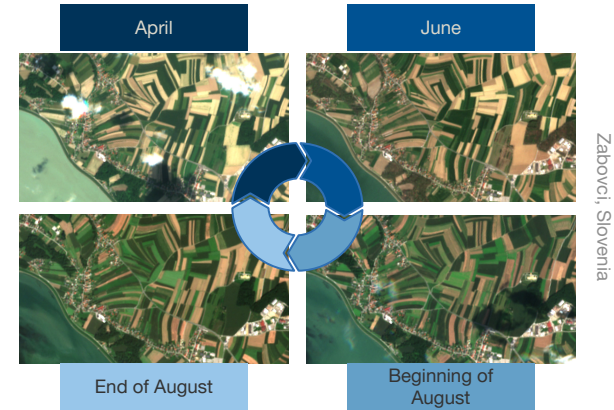 April
June
Zabovci, Slovenia
End of August
Beginning of
August